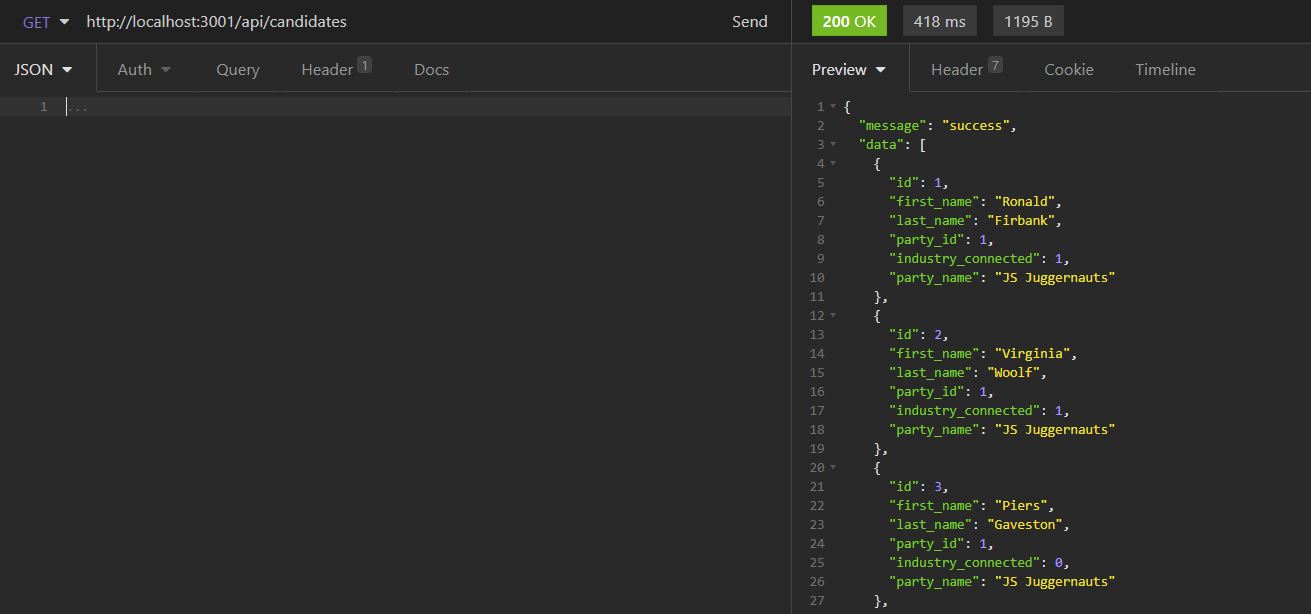 GET http://localhost:3001/api/candidates Send 200 OK 418 ms 1195 B
JSON Auth Query Header 1 Docs Preview Header 7 Cookie Timeline
1 ...
1 {
2 "message": "success",
3 "data": [
4 {
5 "id": 1,
6 "first_name": "Ronald",
7 "last_name": "Firbank",
8 "party_id": 1,
9 "industry_connected": 1,
10 "party_name": "JS Juggernauts"
11 },
12 {
13 "id": 2,
14 "first_name": "Virginia",
15 "last_name": "Woolf",
16 "party_id": 1,
17 "industry_connected": 1,
18 "party_name": "JS Juggernauts"
19 },
20 {
21 "id": 3,
22 "first_name": "Piers",
23 "last_name": "Gaveston",
24 "party_id": 1,
25 "industry_connected": 0,
26 "party_name": "JS Juggernauts"
27 },